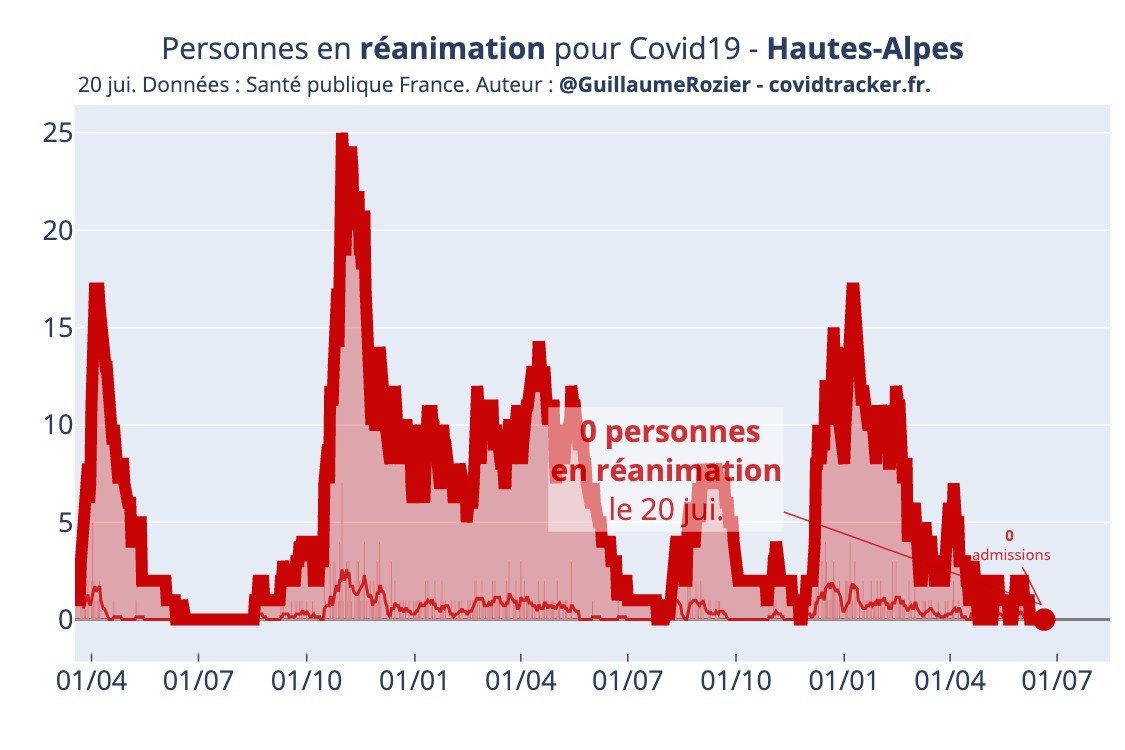 Personnes en réanimation pour Covid19 - Hautes-Alpes
20 jui. Données : Santé publique France. Auteur : @GuillaumeRozier - covidtracker.fr.
25
20
15
10
5
0
0 personnes
en réanimation
le 20 jui.
0
admissions
01/04 01/07 01/10 01/01 01/04 01/07 01/10 01/01 01/04 01/07